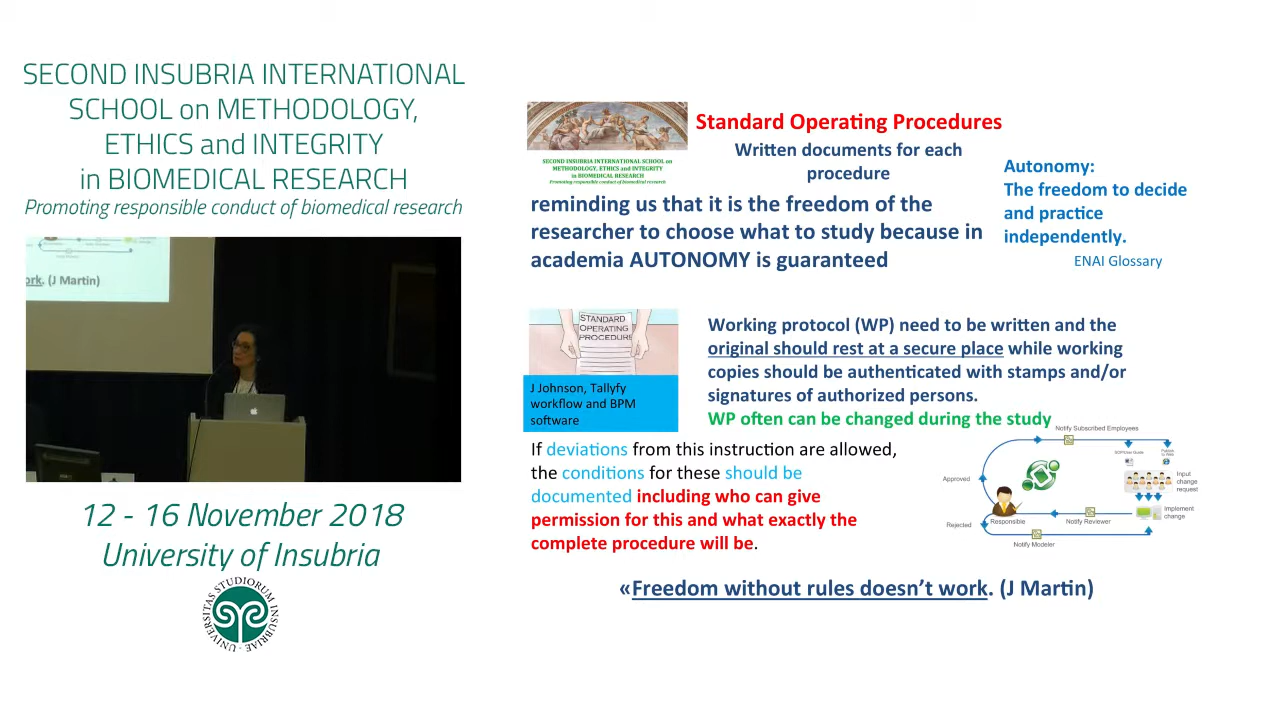 SECOND INSUBRIA INTERNATIONAL
SCHOOL on METHODOLOGY,
ETHICS and INTEGRITY
in BIOMEDICAL RESEARCH
Promoting responsible conduct of biomedical research
ork. (J Martin)
12 - 16 November 2018
University of Insubria
UNIVERSITAS STUDIORUM INSUBRIAE
SECOND INSUBRIA INTERNATIONAL SCHOOL on
METHODOLOGY, ETHICS and INTEGRITY
in BIOMEDICAL RESEARCH
Promoting responsible conduct of biomedical research
Standard Operating Procedures
Written documents for each
procedure
Autonomy:
The freedom to decide
and practice
independently.
ENAI Glossary
reminding us that it is the freedom of the
researcher to choose what to study because in
academia AUTONOMY is guaranteed
STANDARD
OPERATING
PROCEDUR
J Johnson, Tallyfy
workflow and BPM
software
Working protocol (WP) need to be written and the
original should rest at a secure place while working
copies should be authenticated with stamps and/or
signatures of authorized persons.
WP often can be changed during the study
If deviations from this instruction are allowed,
the conditions for these should be
documented including who can give
permission for this and what exactly the
complete procedure will be.
Notify Subscribed Employees
Approved
Input
change
request
Responsible
Notify Reviewer
Implement
change
Rejected
Notify Modeler
«Freedom without rules doesn't work. (J Martin)